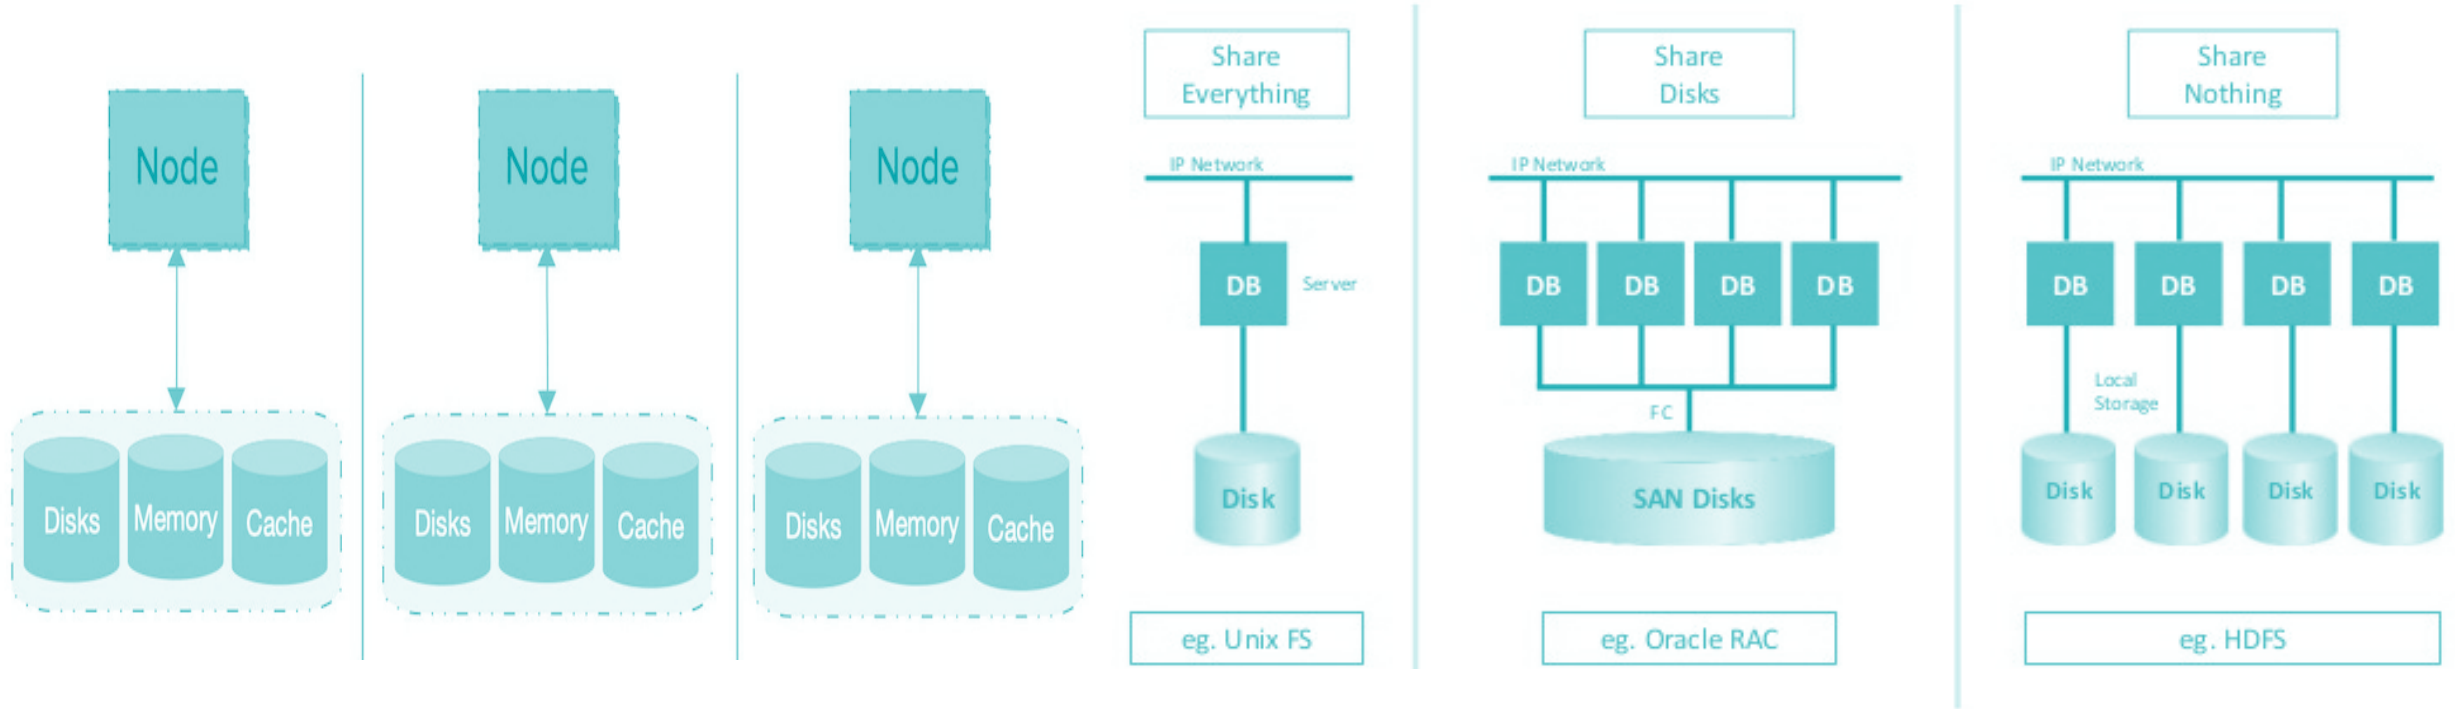 Node
Disks
Memory
Cache
Node
Disks
Memory
Cache
Node
Disks
Memory
Cache
Share
Everything
IP Network
DB
Server
Disk
eg. Unix FS
Share
Disks
IP Network
DB
DB
DB
DB
FC
SAN Disks
eg. Oracle RAC
Share
Nothing
IP Network
DB
DB
DB
DB
Local
Storage
Disk
Disk
Disk
Disk
eg. HDFS